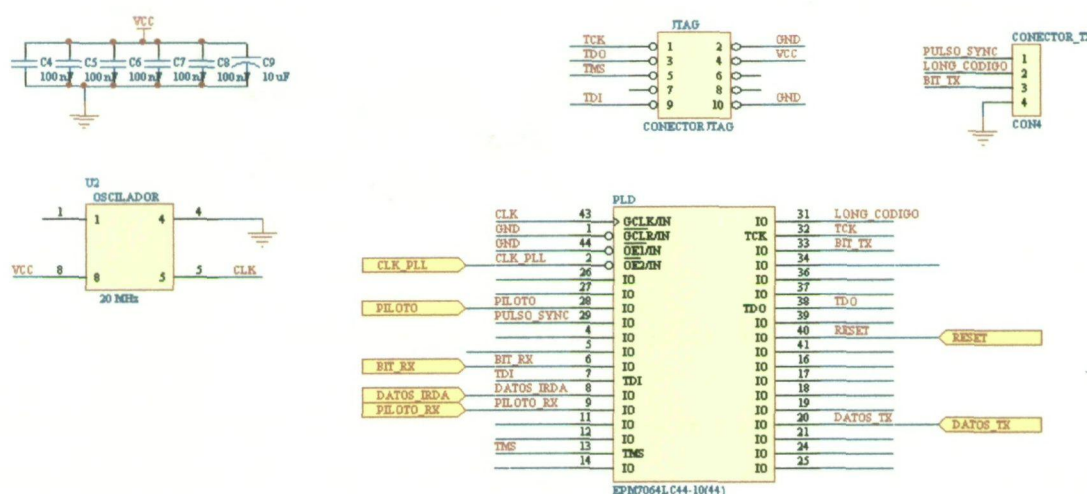 VCC
C4 C5 C6 C7 C8 C9
100 nF 100 nF 100 nF 100 nF 100 nF 10 uF
JTAG
TCK 1 2 GND
TDO 3 4 VCC
TMS 5 6
7 8
TDI 9 10 GND
CONECTOR JTAG
CONECTOR_TX
PULSO_SYNC 1
LONG_CODIGO 2
BIT_TX 3
4
CON4
U2
OSCILADOR
1 1 4 4
VCC 8 8 5 5 CLK
20 MHz
PLD
CLK 43 GCLK/IN IO 31 LONG_CODIGO
GND 1 GCLR/IN TCK 32 TCK
GND 44 OE1/IN IO 33 BIT_TX
CLK_PLL CLK_PLL 2 OE2/IN IO 34
26 IO IO 36
27 IO IO 37
PILOTO PILOTO 28 IO TDO 38 TDO
PULSO_SYNC 29 IO IO 39
4 IO IO 40 RESET RESET
5 IO IO 41
BIT_RX BIT_RX 6 IO IO 16
TDI 7 TDI IO 17
DATOS_IRDA DATOS_IRDA 8 IO IO 18
PILOTO_RX PILOTO_RX 9 IO IO 19
11 IO IO 20 DATOS_TX DATOS_TX
12 IO IO 21
TMS 13 TMS IO 24
14 IO IO 25
EPM7064LC44-10(44)